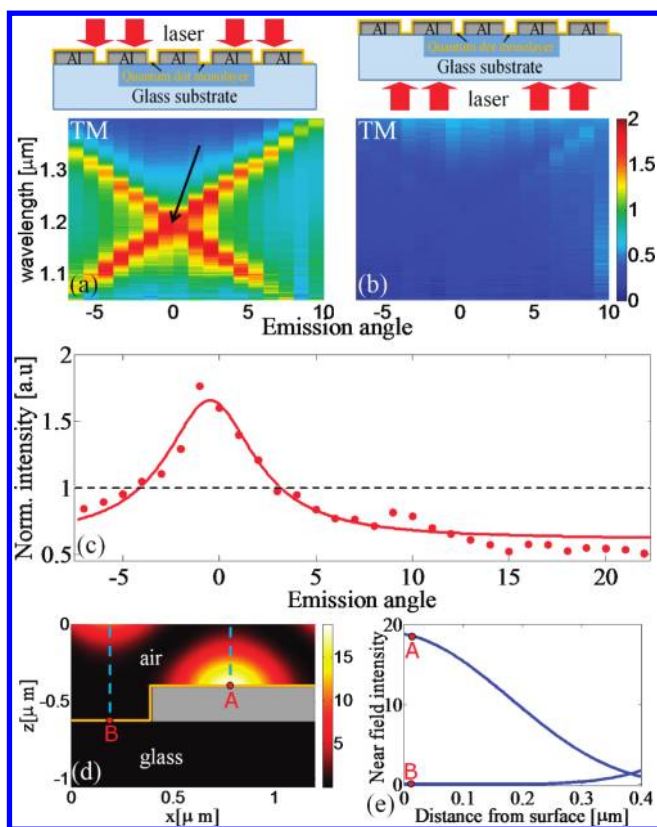 laser
Al Al Al Al Al
Quantum dot monolayer
Glass substrate
Al Al Al Al Al
Quantum dot monolayer
Glass substrate
laser
TM
wavelength [µm]
1.3
1.2
1.1
(a)
-5 0 5 10
TM
(b)
-5 0 5 10
2
1.5
1
0.5
0
Emission angle
Norm. intensity [a.u]
2
1.5
1
0.5
(c)
-5 0 5 10 15 20
Emission angle
z[µ m]
0
-0.5
-1
air
A
B
glass
(d)
0 0.5 1
x[µ m]
15
10
5
Near field intensity
20
10
0
A
B
(e)
0 0.1 0.2 0.3 0.4
Distance from surface [µm]